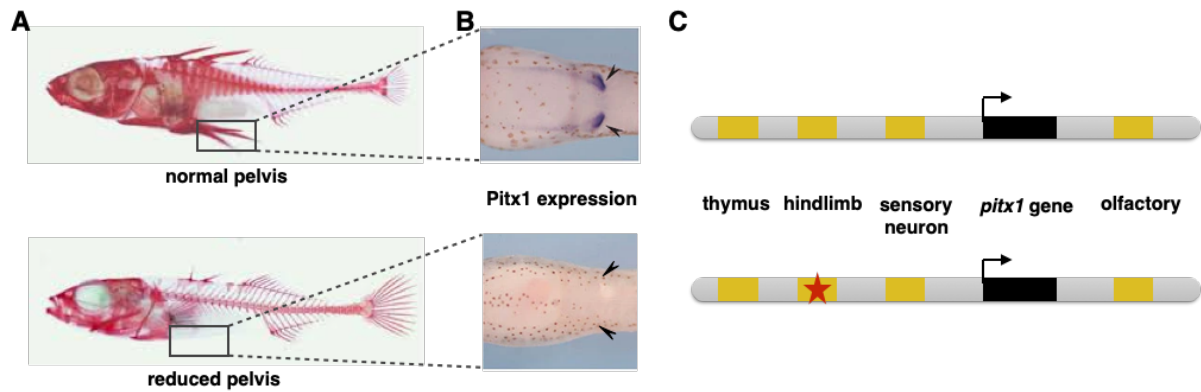 A
B
C
normal pelvis
Pitx1 expression
thymus hindlimb sensory neuron pitx1 gene olfactory
reduced pelvis